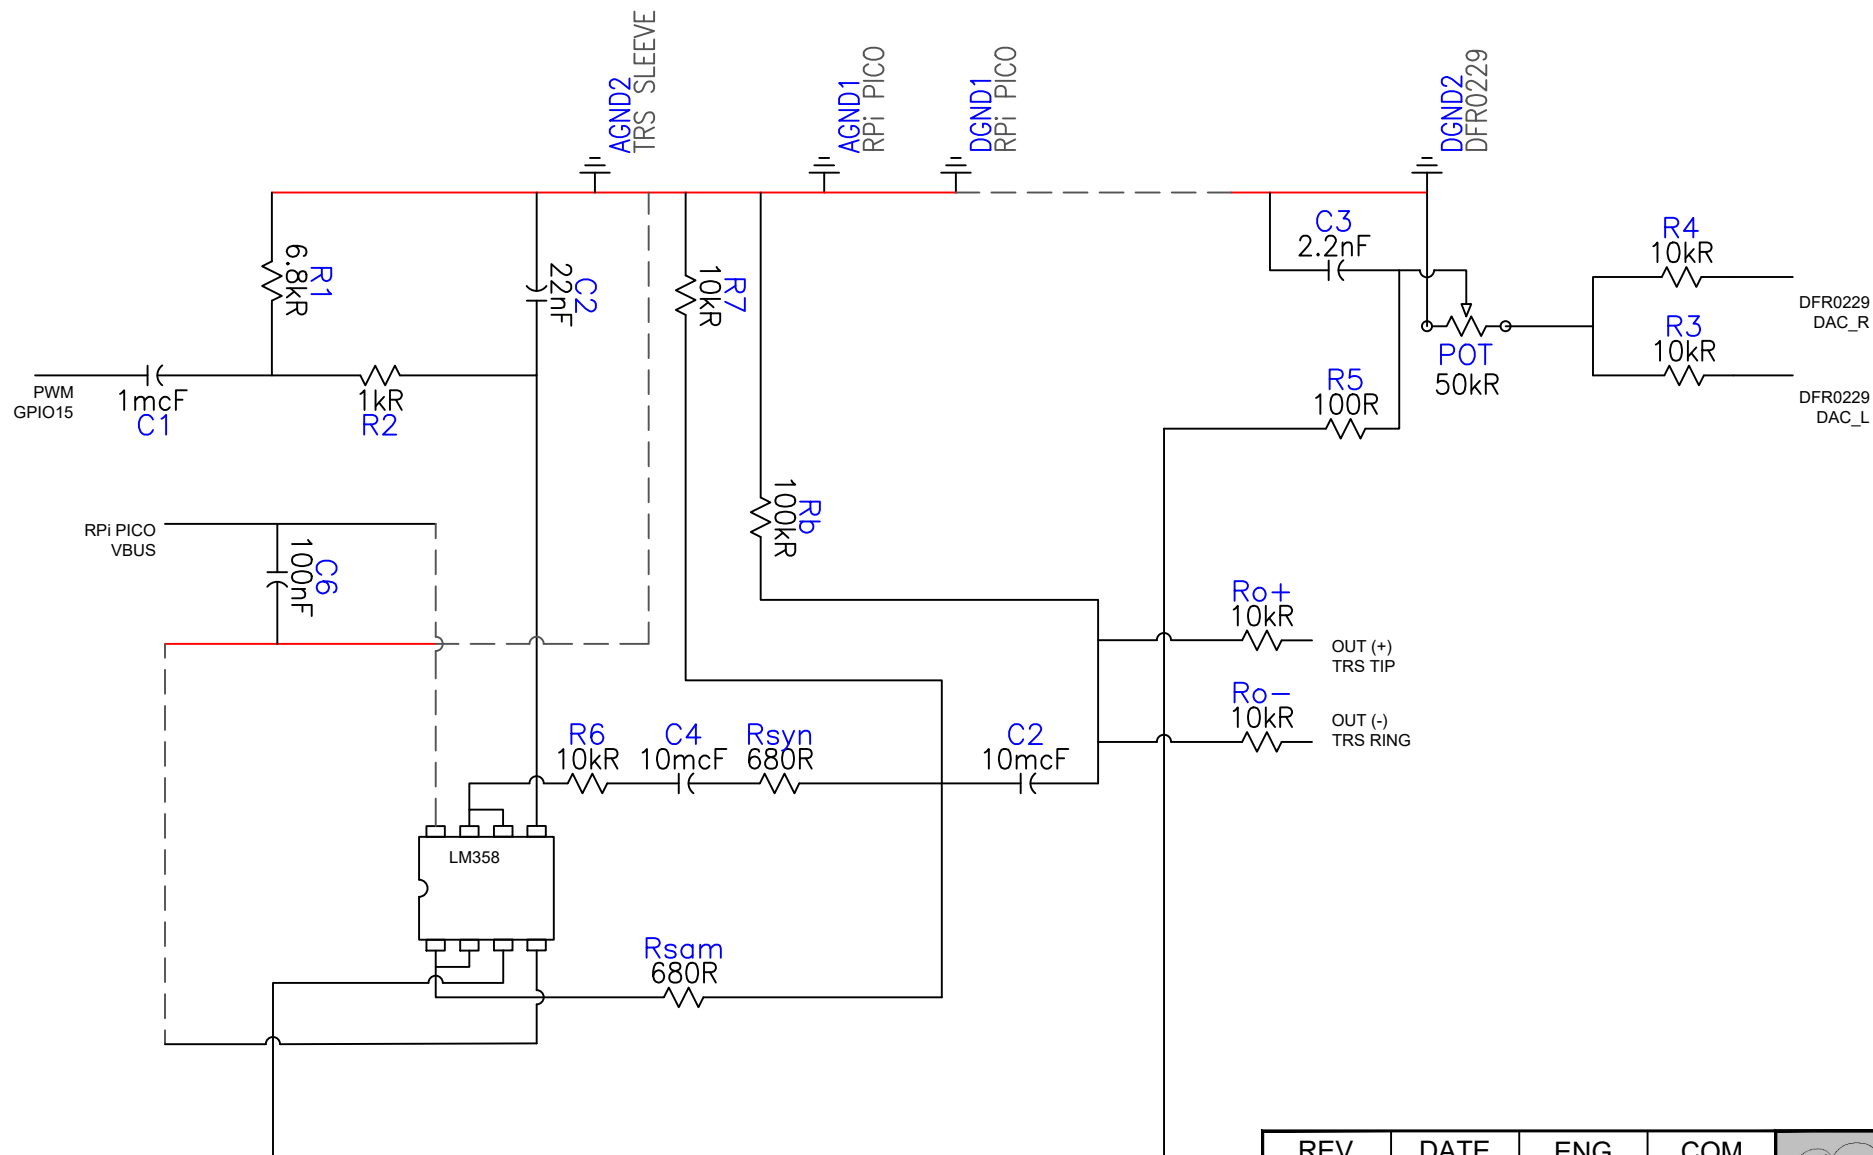 AGND2
TRS SLEEVE
AGND1
RPi PICO
DGND1
RPi PICO
DGND2
DFR0229
R1
6.8kR
C2
22nF
R7
10kR
C3
2.2nF
R4
10kR
DFR0229
DAC_R
R3
10kR
DFR0229
DAC_L
POT
50kR
R5
100R
PWM
GPIO15
1mcF
C1
1kR
R2
Rb
100kR
RPi PICO
VBUS
C6
100nF
Ro+
10kR
OUT (+)
TRS TIP
Ro-
10kR
OUT (-)
TRS RING
R6
10kR
C4
10mcF
Rsyn
680R
C2
10mcF
LM358
Rsam
680R
REV DATE ENG COM